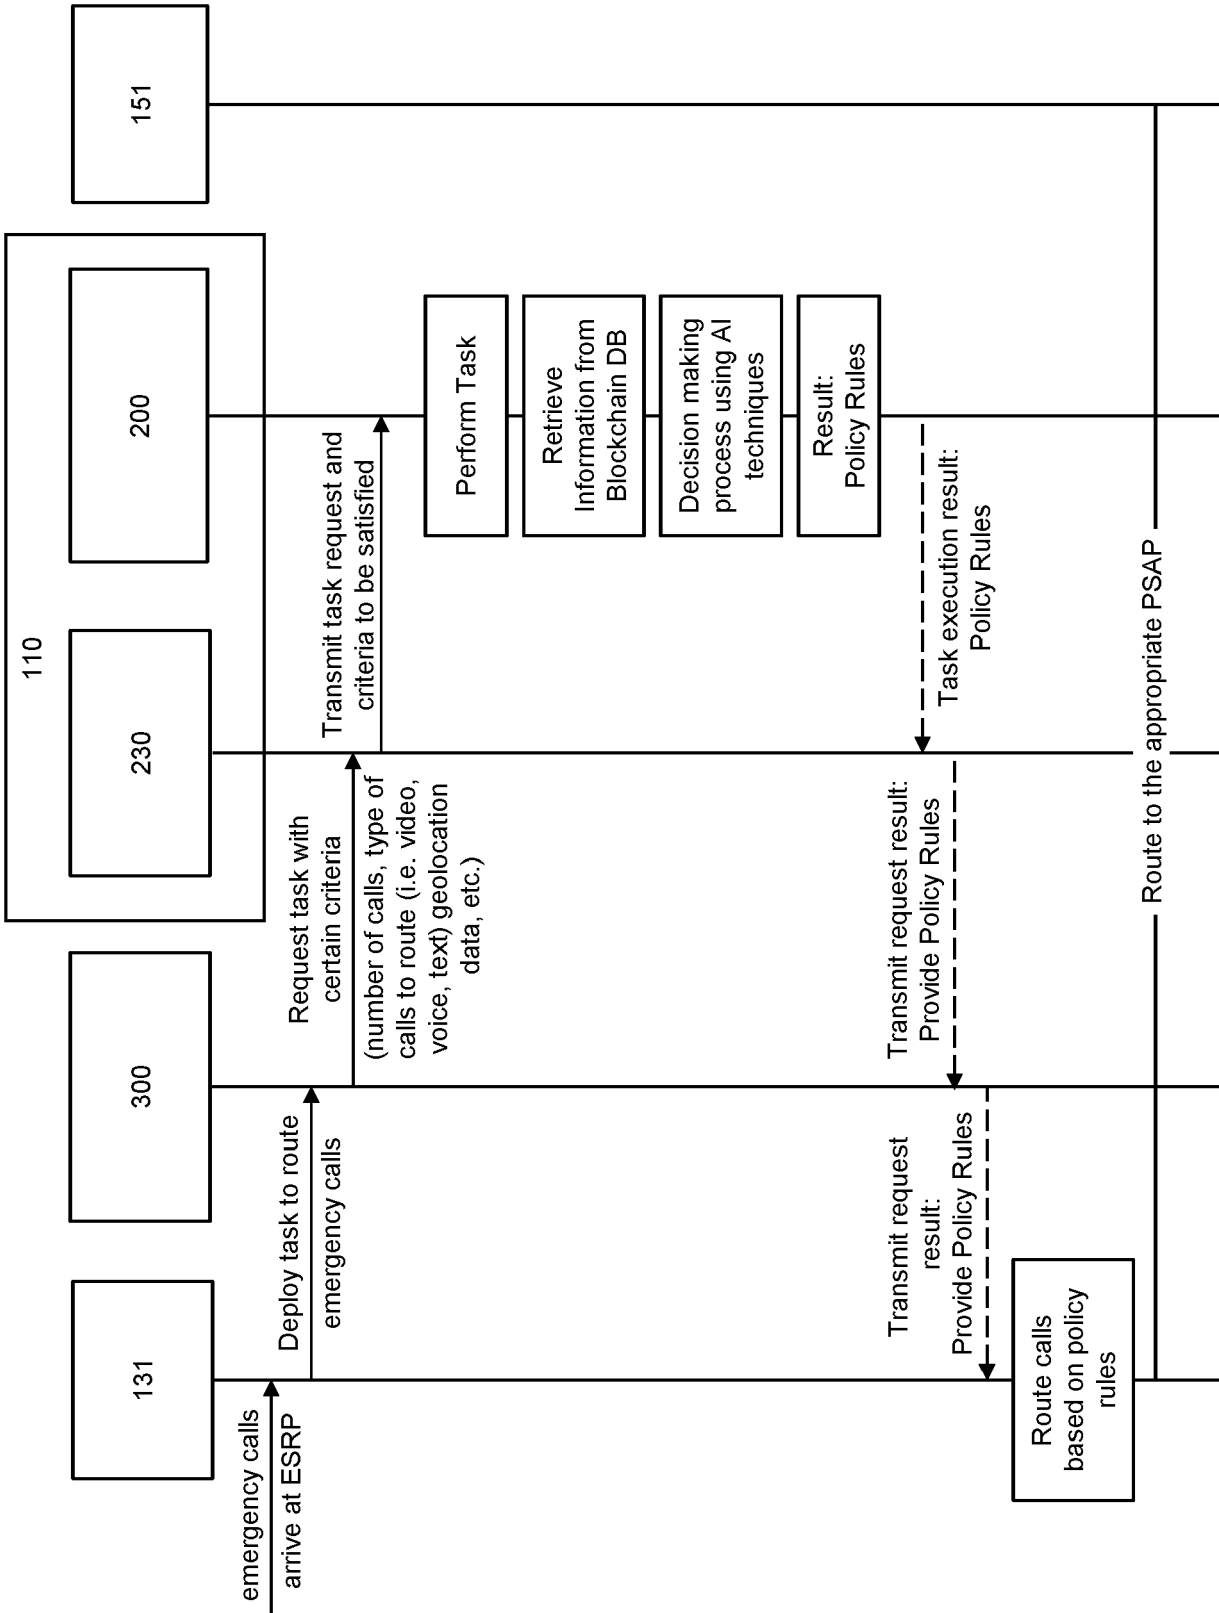 110
131
300
230
200
151
emergency calls
arrive at ESRP
Deploy task to route
emergency calls
Request task with
certain criteria
(number of calls, type of
calls to route (i.e. video,
voice, text) geolocation
data, etc.)
Transmit task request and
criteria to be satisfied
Perform Task
Retrieve
Information from
Blockchain DB
Decision making
process using AI
techniques
Result:
Policy Rules
Task execution result:
Policy Rules
Transmit request result:
Provide Policy Rules
Transmit request
result:
Provide Policy Rules
Route calls
based on policy
rules
Route to the appropriate PSAP